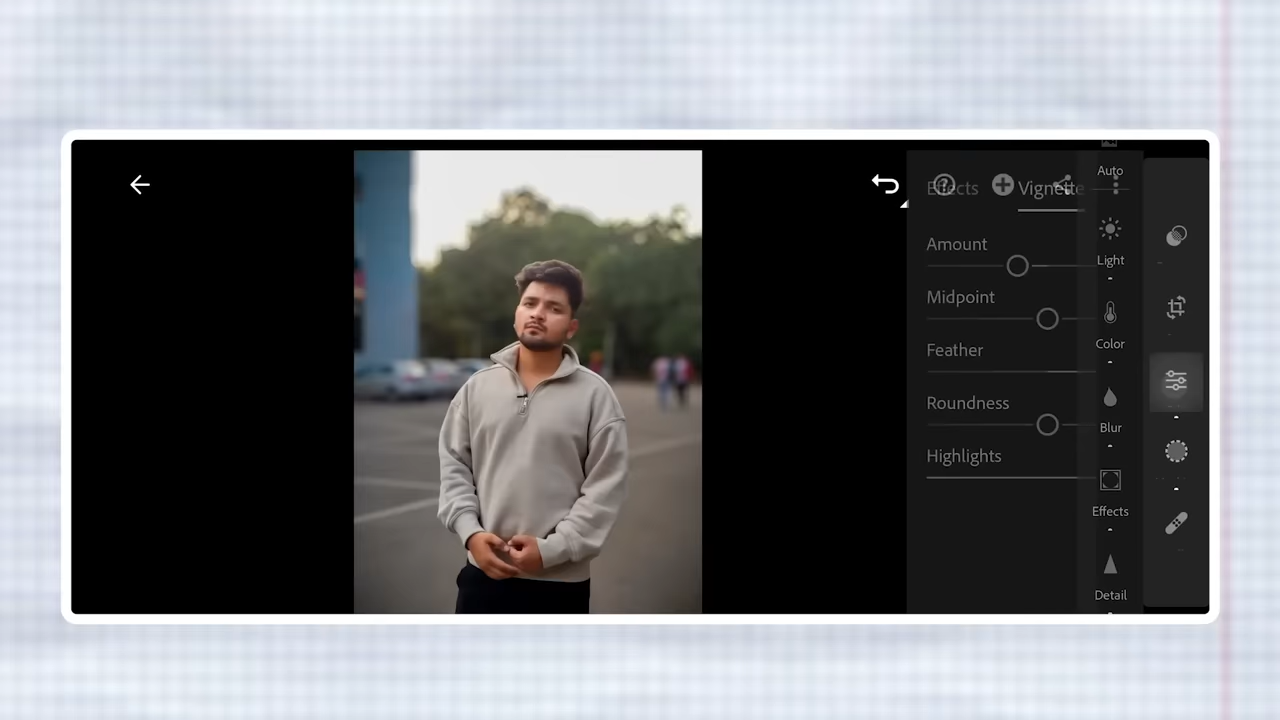 Effects Vignette
Amount
Midpoint
Feather
Roundness
Highlights
Auto
Light
Color
Blur
Effects
Detail